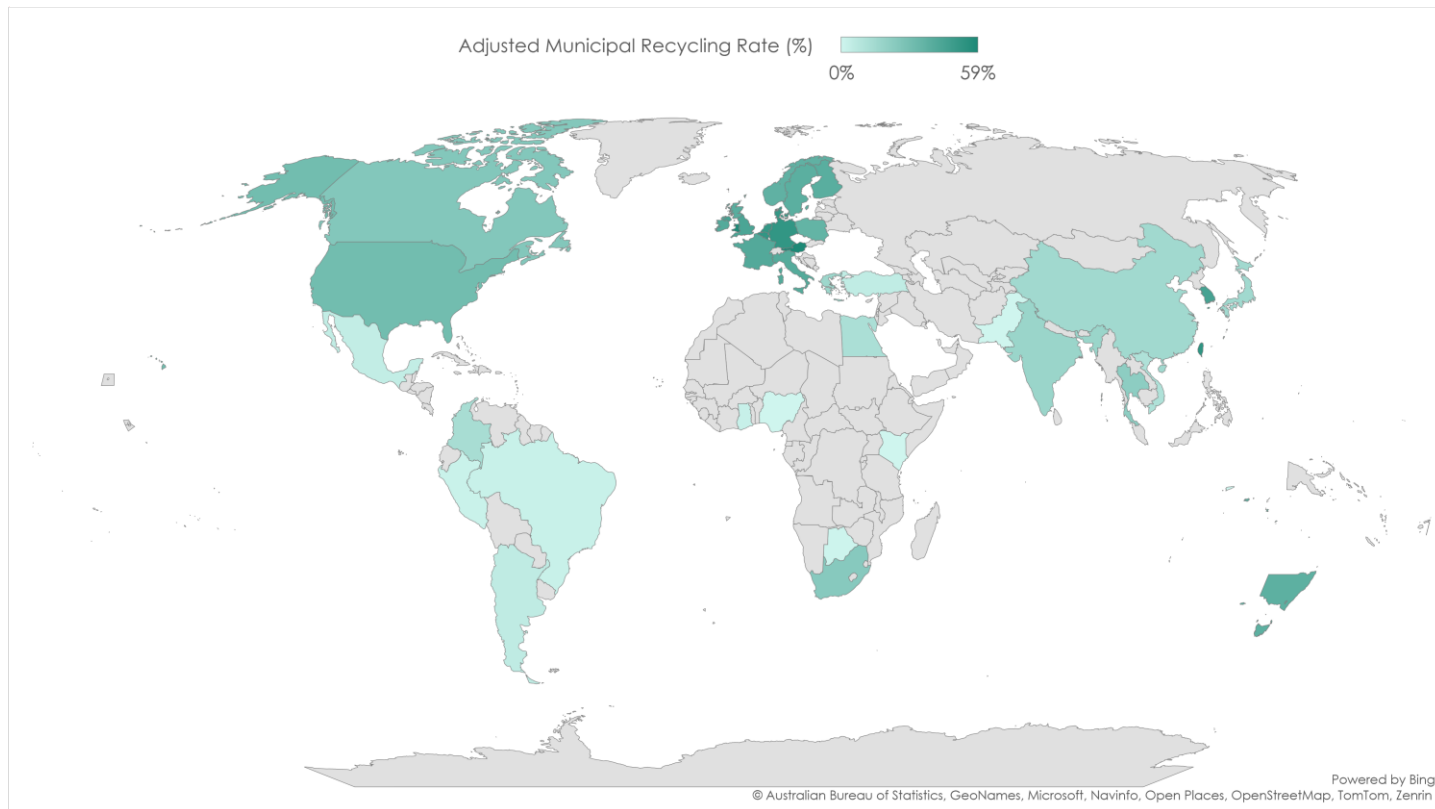 Adjusted Municipal Recycling Rate (%)
0%
59%
Powered by Bing
© Australian Bureau of Statistics, GeoNames, Microsoft, Navinfo, Open Places, OpenStreetMap, TomTom, Zenrin